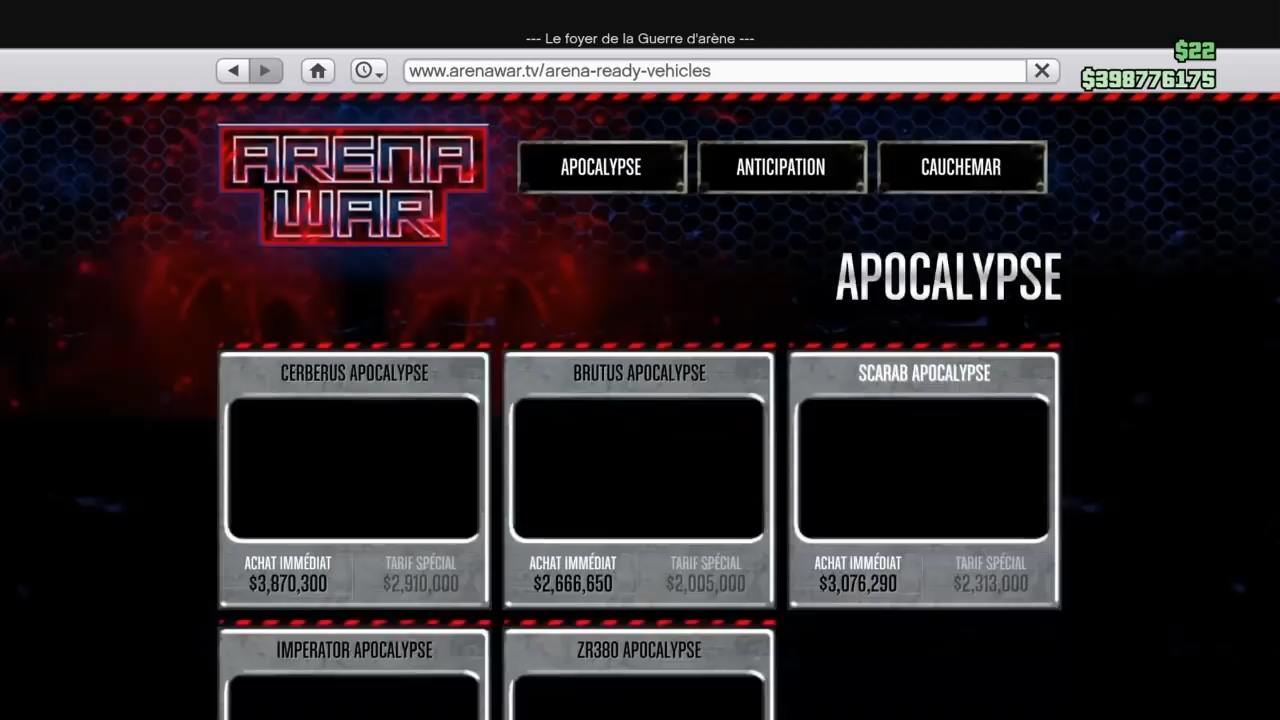 --- Le foyer de la Guerre d'arène ---
$22
www.arenawar.tv/arena-ready-vehicles
$398776175
ARENA
WAR
APOCALYPSE
ANTICIPATION
CAUCHEMAR
APOCALYPSE
CERBERUS APOCALYPSE
ACHAT IMMÉDIAT
$3,870,300
TARIF SPÉCIAL
$2,910,000
BRUTUS APOCALYPSE
ACHAT IMMÉDIAT
$2,666,650
TARIF SPÉCIAL
$2,005,000
SCARAB APOCALYPSE
ACHAT IMMÉDIAT
$3,076,290
TARIF SPÉCIAL
$2,313,000
IMPERATOR APOCALYPSE
ZR380 APOCALYPSE